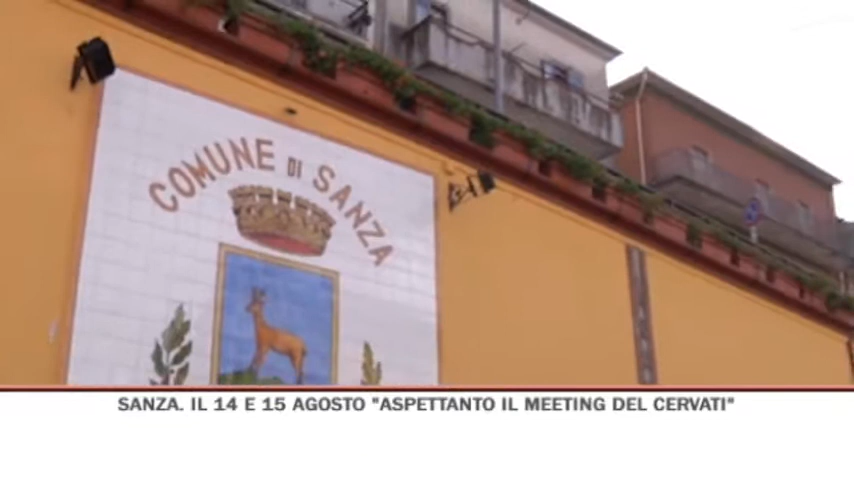 COMUNE DI SANZA
SANZA. IL 14 E 15 AGOSTO "ASPETTANTO IL MEETING DEL CERVATI"